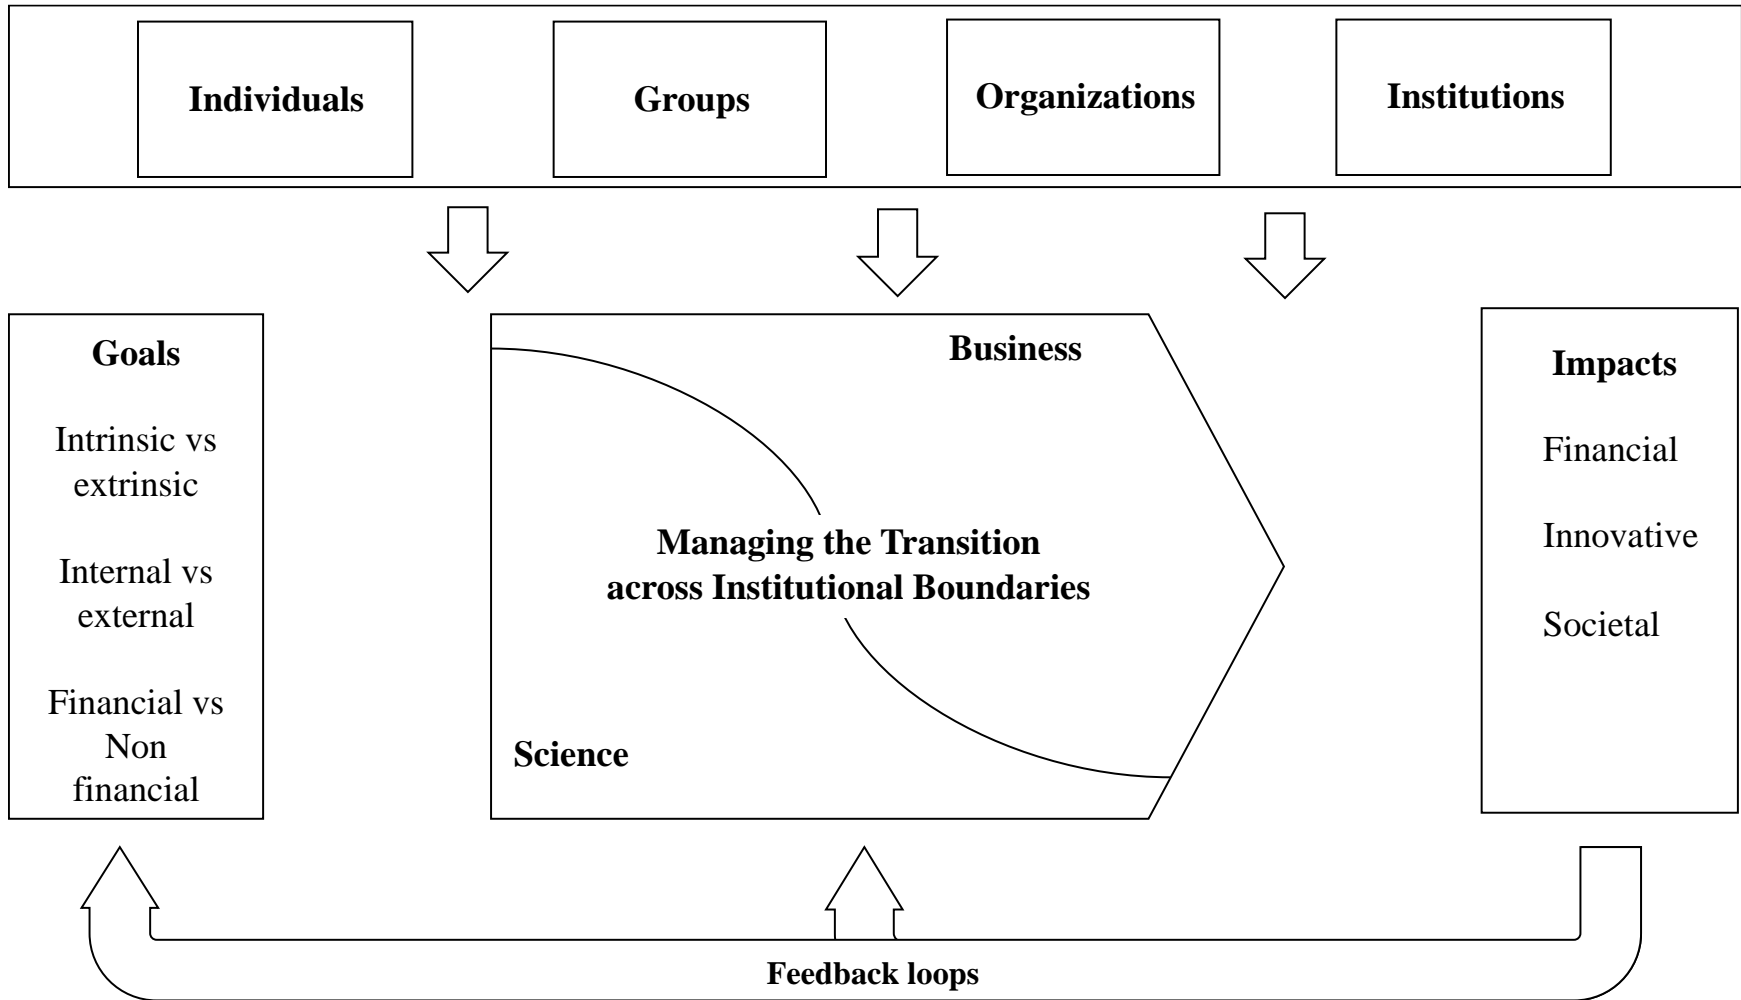 Individuals
Groups
Organizations
Institutions
Goals
Intrinsic vs
extrinsic
Internal vs
external
Financial vs
Non
financial
Business
Managing the Transition
across Institutional Boundaries
Science
Impacts
Financial
Innovative
Societal
Feedback loops